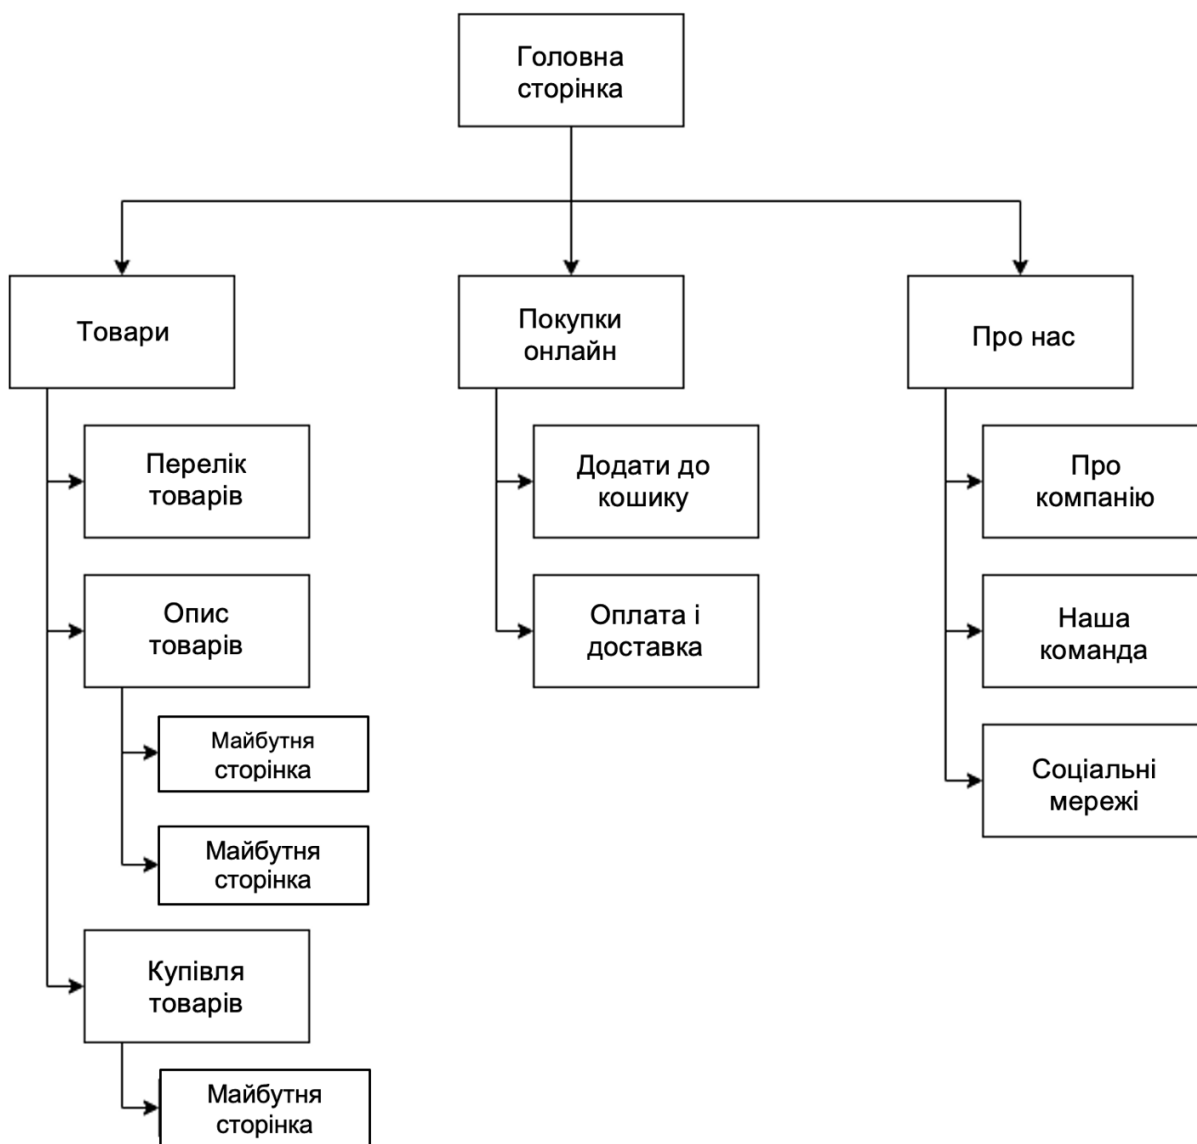 Головна
сторінка
Товари
Покупки
онлайн
Про нас
Перелік
товарів
Додати до
кошику
Про
компанію
Опис
товарів
Оплата і
доставка
Наша
команда
Майбутня
сторінка
Соціальні
мережі
Майбутня
сторінка
Купівля
товарів
Майбутня
сторінка